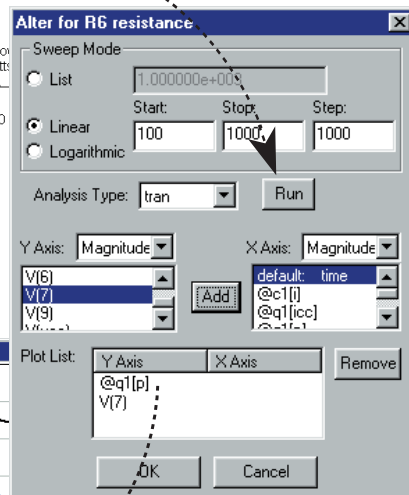 Alter for R6 resistance
Sweep Mode
List
1.000000e+003
Start: Stop: Step:
Linear
100 1000 1000
Logarithmic
Analysis Type: tran Run
Y Axis: Magnitude X Axis: Magnitude
V(6)
V(7)
V(9)
Add
default: time
@c1[i]
@q1[icc]
Plot List:
Y Axis X Axis
@q1[p]
V(7)
Remove
OK Cancel